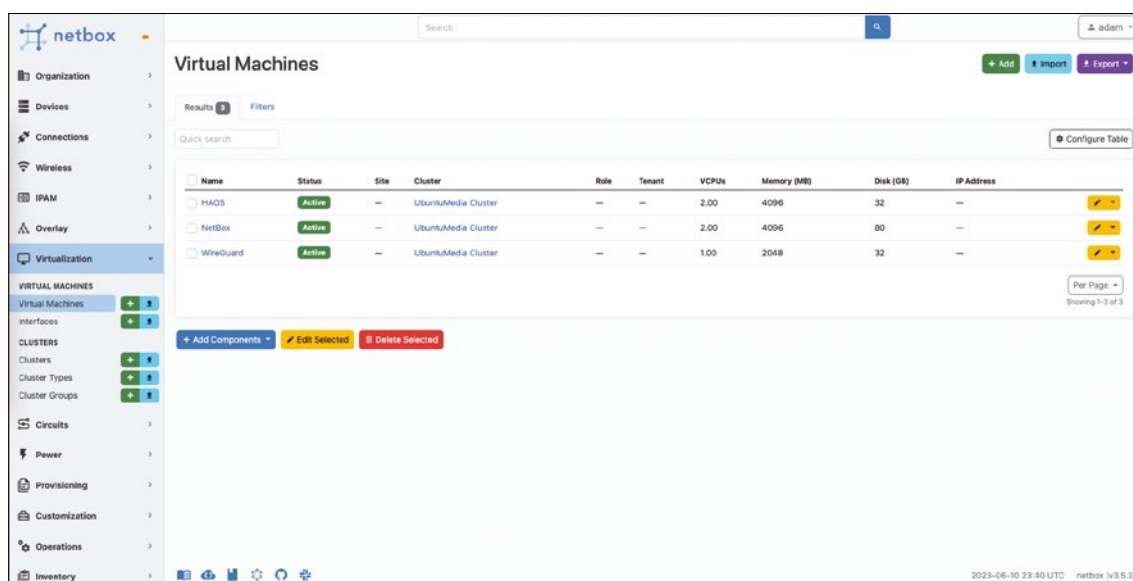 netbox
Search
adam
Organization
Devices
Connections
Wireless
IPAM
Overlay
Virtualization
VIRTUAL MACHINES
Virtual Machines
Interfaces
CLUSTERS
Clusters
Cluster Types
Cluster Groups
Circuits
Power
Provisioning
Customization
Operations
Inventory
Virtual Machines
+ Add
Import
Export
Results 3 Filters
Quick search
Configure Table
Name Status Site Cluster Role Tenant VCPUs Memory (MB) Disk (GB) IP Address
HAOS Active — UbuntuMedia Cluster — — 2.00 4096 32 —
NetBox Active — UbuntuMedia Cluster — — 2.00 4096 80 —
WireGuard Active — UbuntuMedia Cluster — — 1.00 2048 32 —
Per Page
Showing 1-3 of 3
+ Add Components Edit Selected Delete Selected
2023-06-10 23:40 UTC netbox (v3.5.3